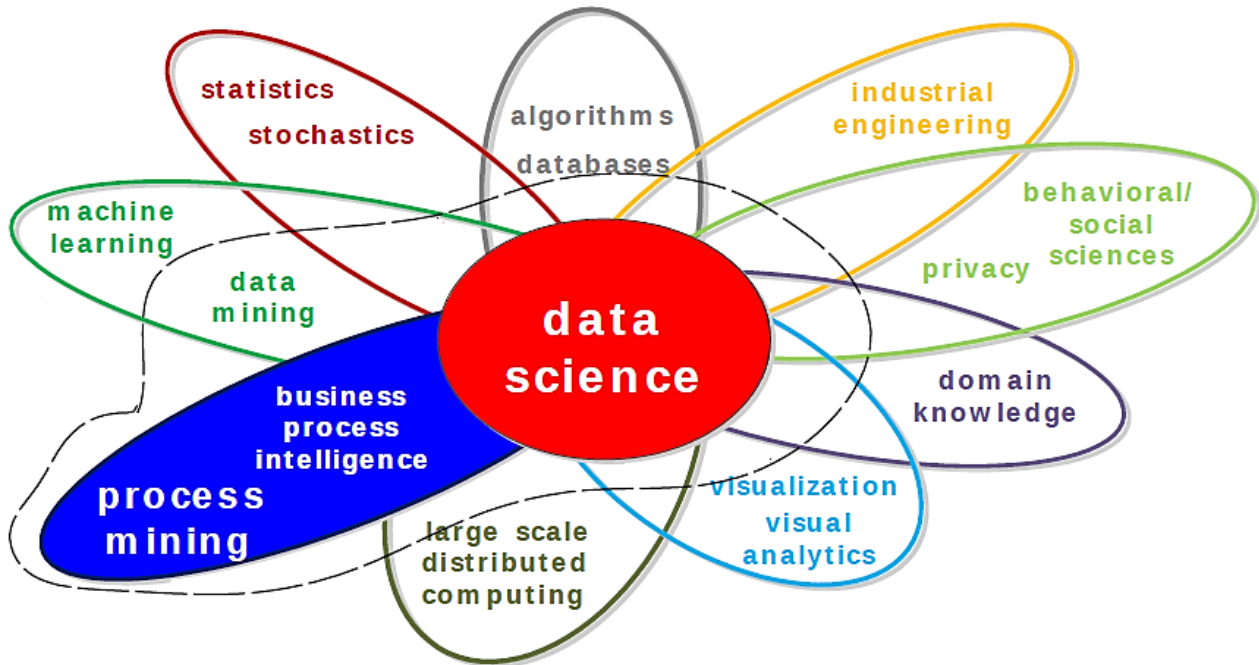 statistics
stochastics
algorithms
databases
industrial
engineering
machine
learning
data
mining
behavioral/
social
sciences
privacy
data
science
domain
knowledge
business
process
intelligence
process
mining
large scale
distributed
computing
visualization
visual
analytics